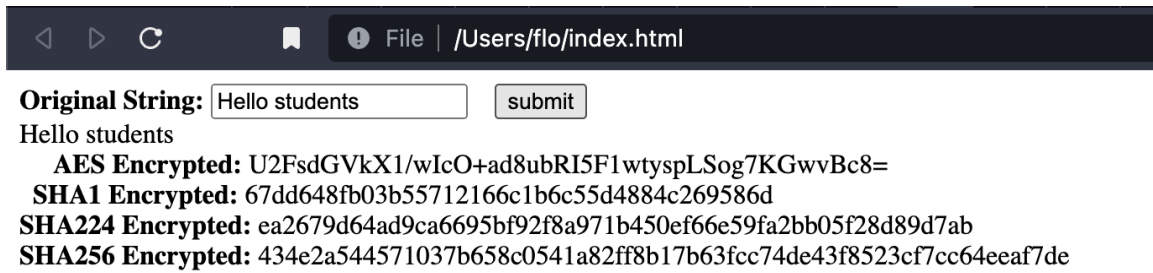 File | /Users/flo/index.html
Original String: Hello students submit
Hello students
AES Encrypted: U2FsdGVkX1/wIcO+ad8ubRI5F1wtyspLSog7KGwvBc8=
SHA1 Encrypted: 67dd648fb03b55712166c1b6c55d4884c269586d
SHA224 Encrypted: ea2679d64ad9ca6695bf92f8a971b450ef66e59fa2bb05f28d89d7ab
SHA256 Encrypted: 434e2a544571037b658c0541a82ff8b17b63fcc74de43f8523cf7cc64eeaf7de